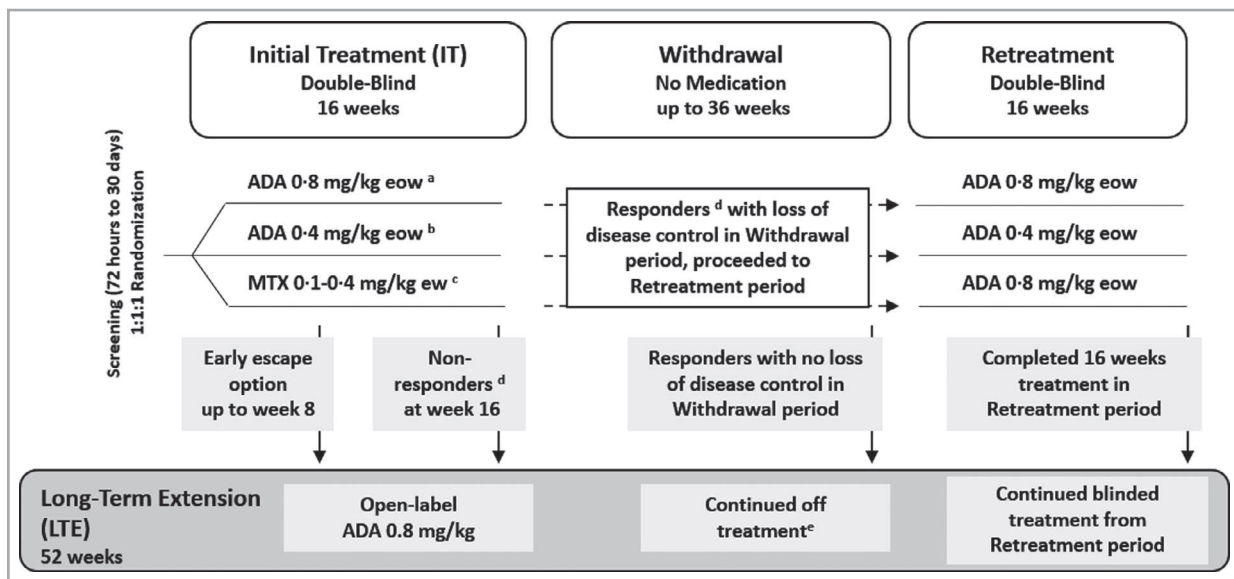 Initial Treatment (IT)
Double-Blind
16 weeks
Withdrawal
No Medication
up to 36 weeks
Retreatment
Double-Blind
16 weeks
Screening (72 hours to 30 days)
1:1:1 Randomization
ADA 0·8 mg/kg eow a
ADA 0·4 mg/kg eow b
MTX 0·1-0·4 mg/kg ew c
Responders d with loss of
disease control in Withdrawal
period, proceeded to
Retreatment period
ADA 0·8 mg/kg eow
ADA 0·4 mg/kg eow
ADA 0·8 mg/kg eow
Early escape
option
up to week 8
Non-
responders d
at week 16
Responders with no loss
of disease control in
Withdrawal period
Completed 16 weeks
treatment in
Retreatment period
Long-Term Extension
(LTE)
52 weeks
Open-label
ADA 0.8 mg/kg
Continued off
treatment e
Continued blinded
treatment from
Retreatment period